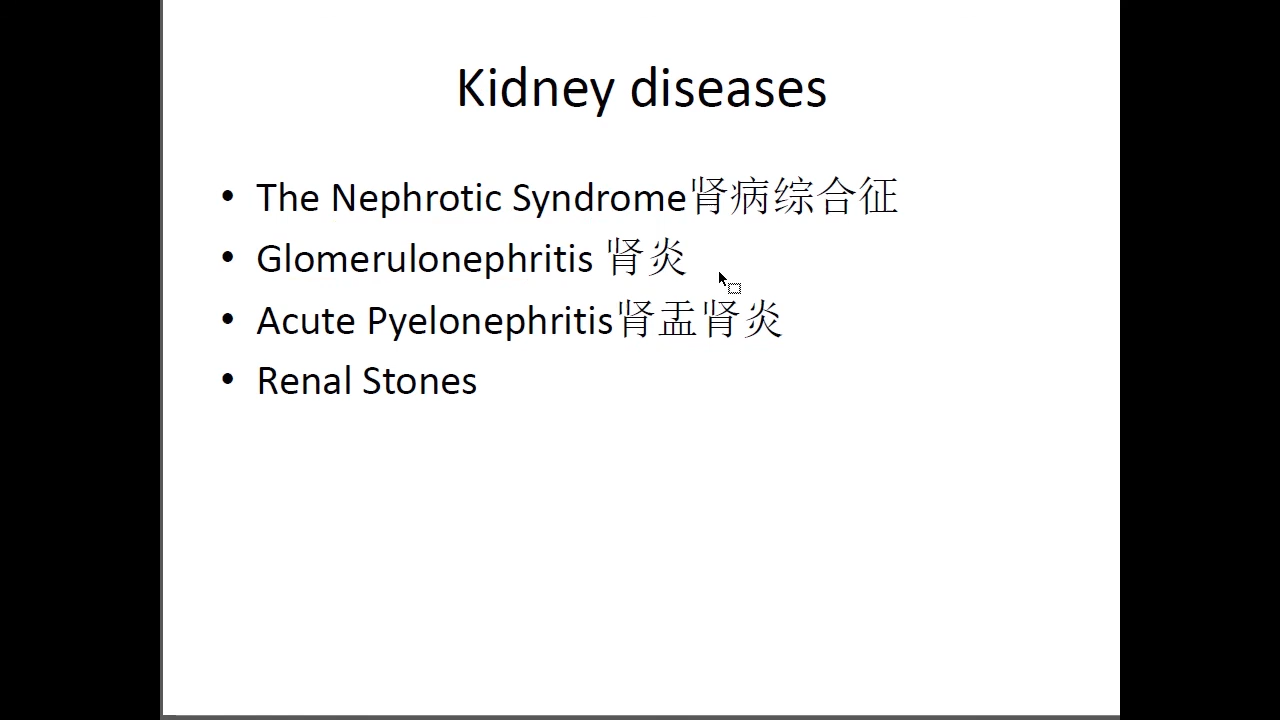 Kidney diseases
• The Nephrotic Syndrome肾病综合征
• Glomerulonephritis 肾炎
• Acute Pyelonephritis肾盂肾炎
• Renal Stones